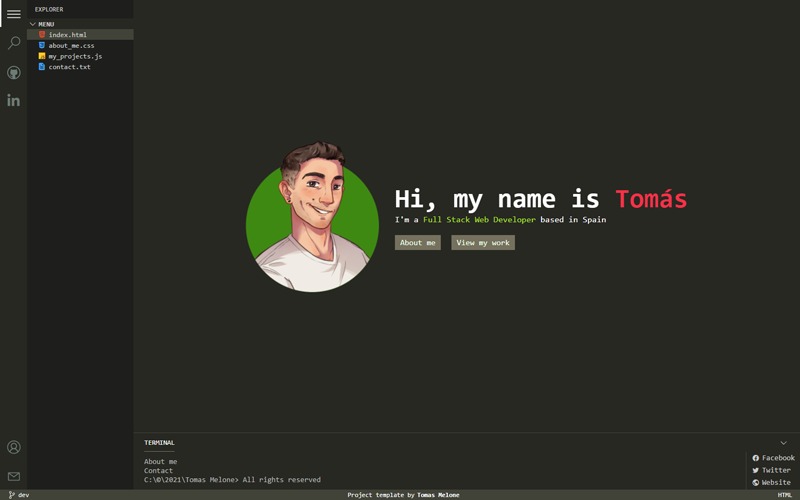 EXPLORER
MENU
index.html
about_me.css
my_projects.js
contact.txt
Hi, my name is Tomás
I'm a Full Stack Web Developer based in Spain
About me
View my work
TERMINAL
About me
Contact
C:\©\2021\Tomas Melone> All rights reserved
Facebook
Twitter
Website
dev
Project template by Tomas Melone
HTML